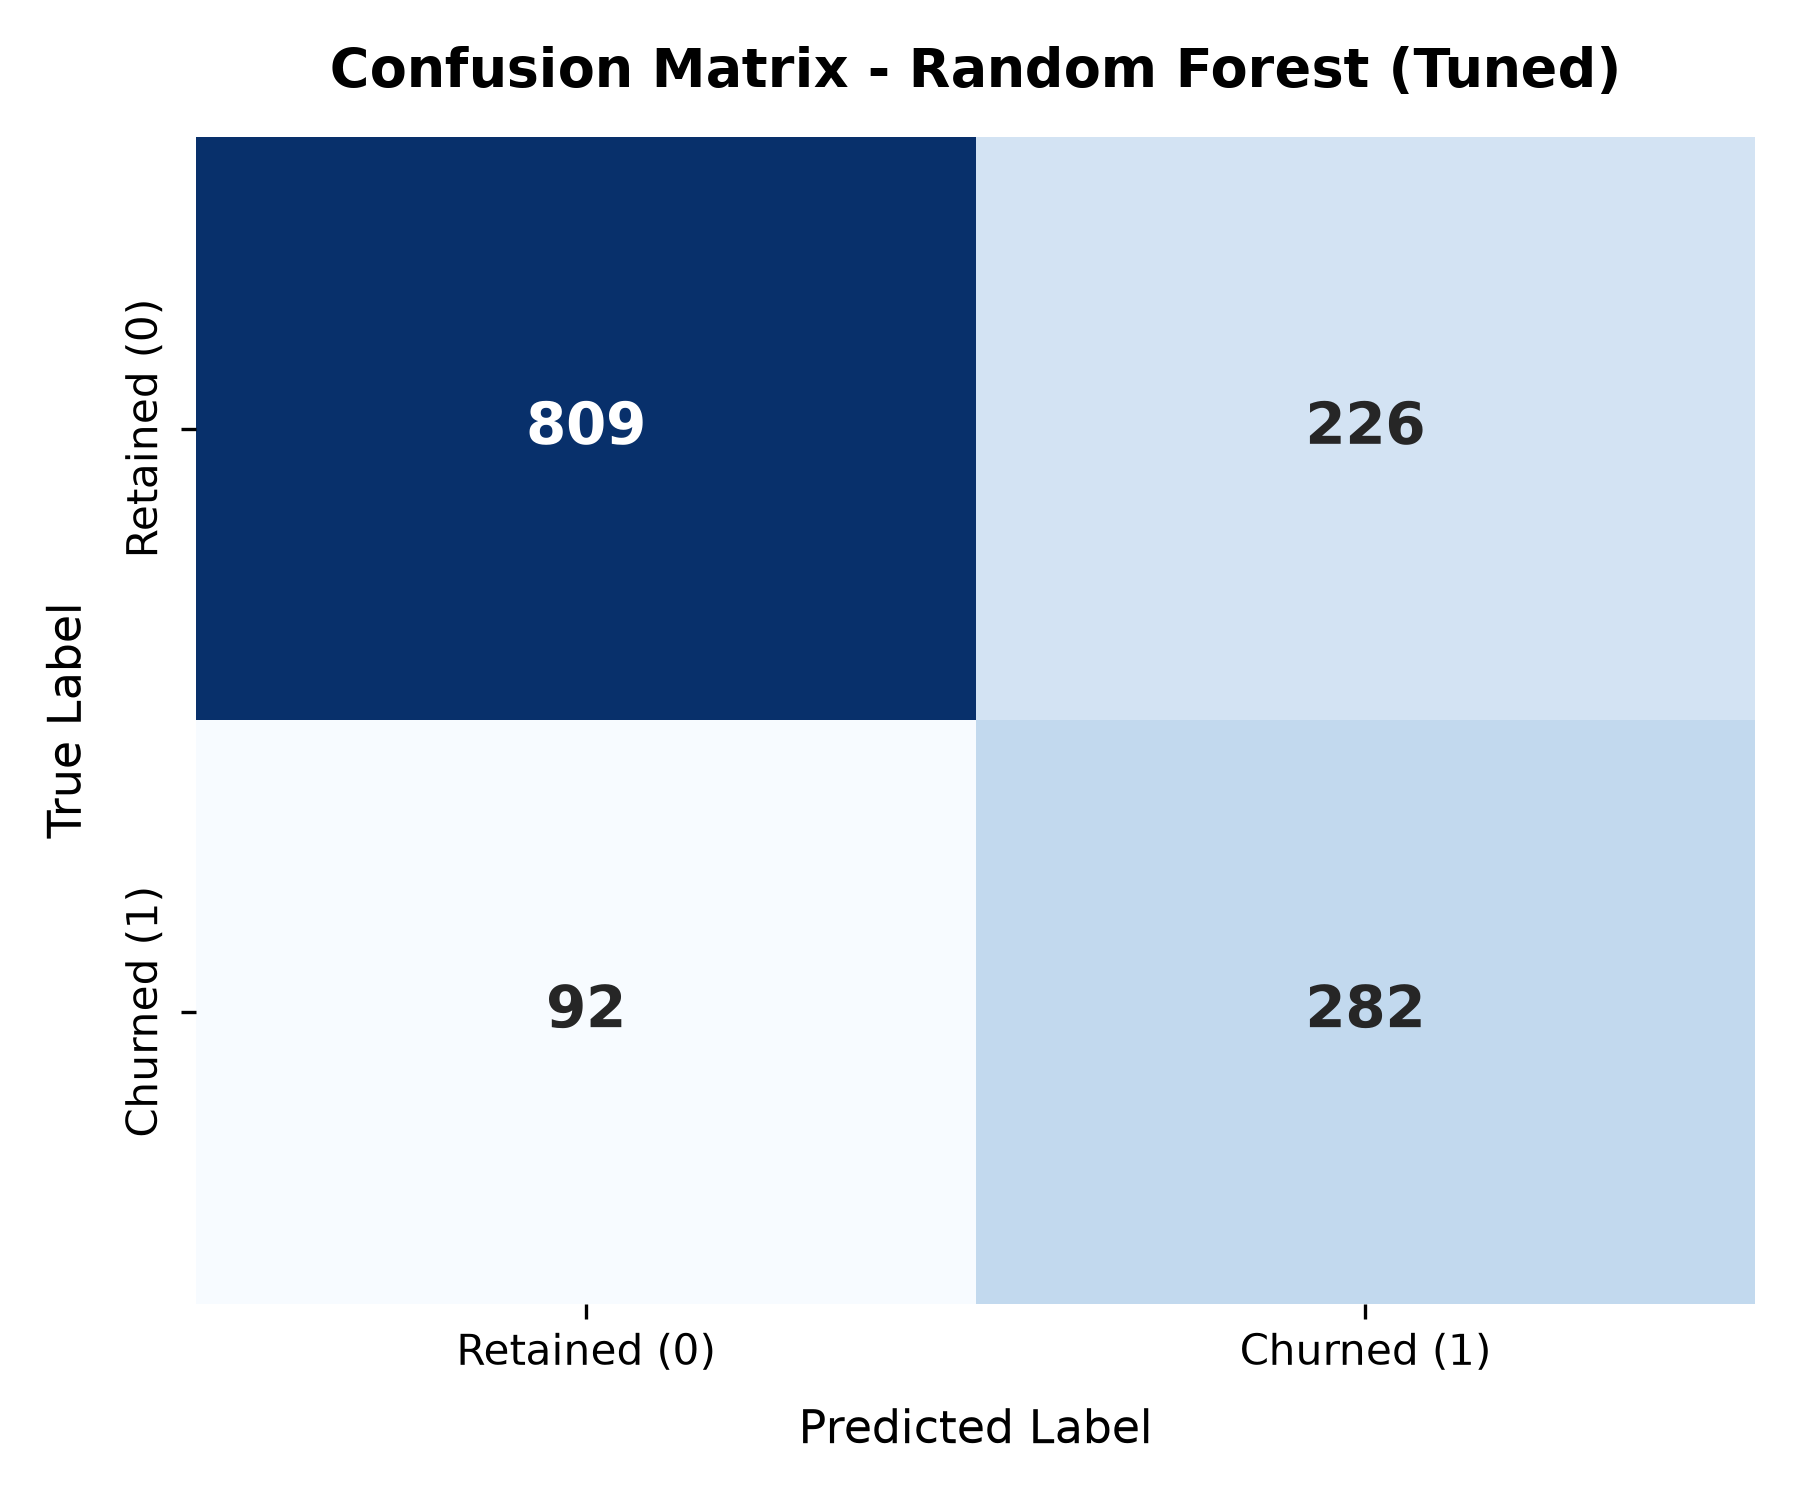 Confusion Matrix - Random Forest (Tuned)
True Label
Retained (0)
809
226
Churned (1)
92
282
Retained (0)
Churned (1)
Predicted Label